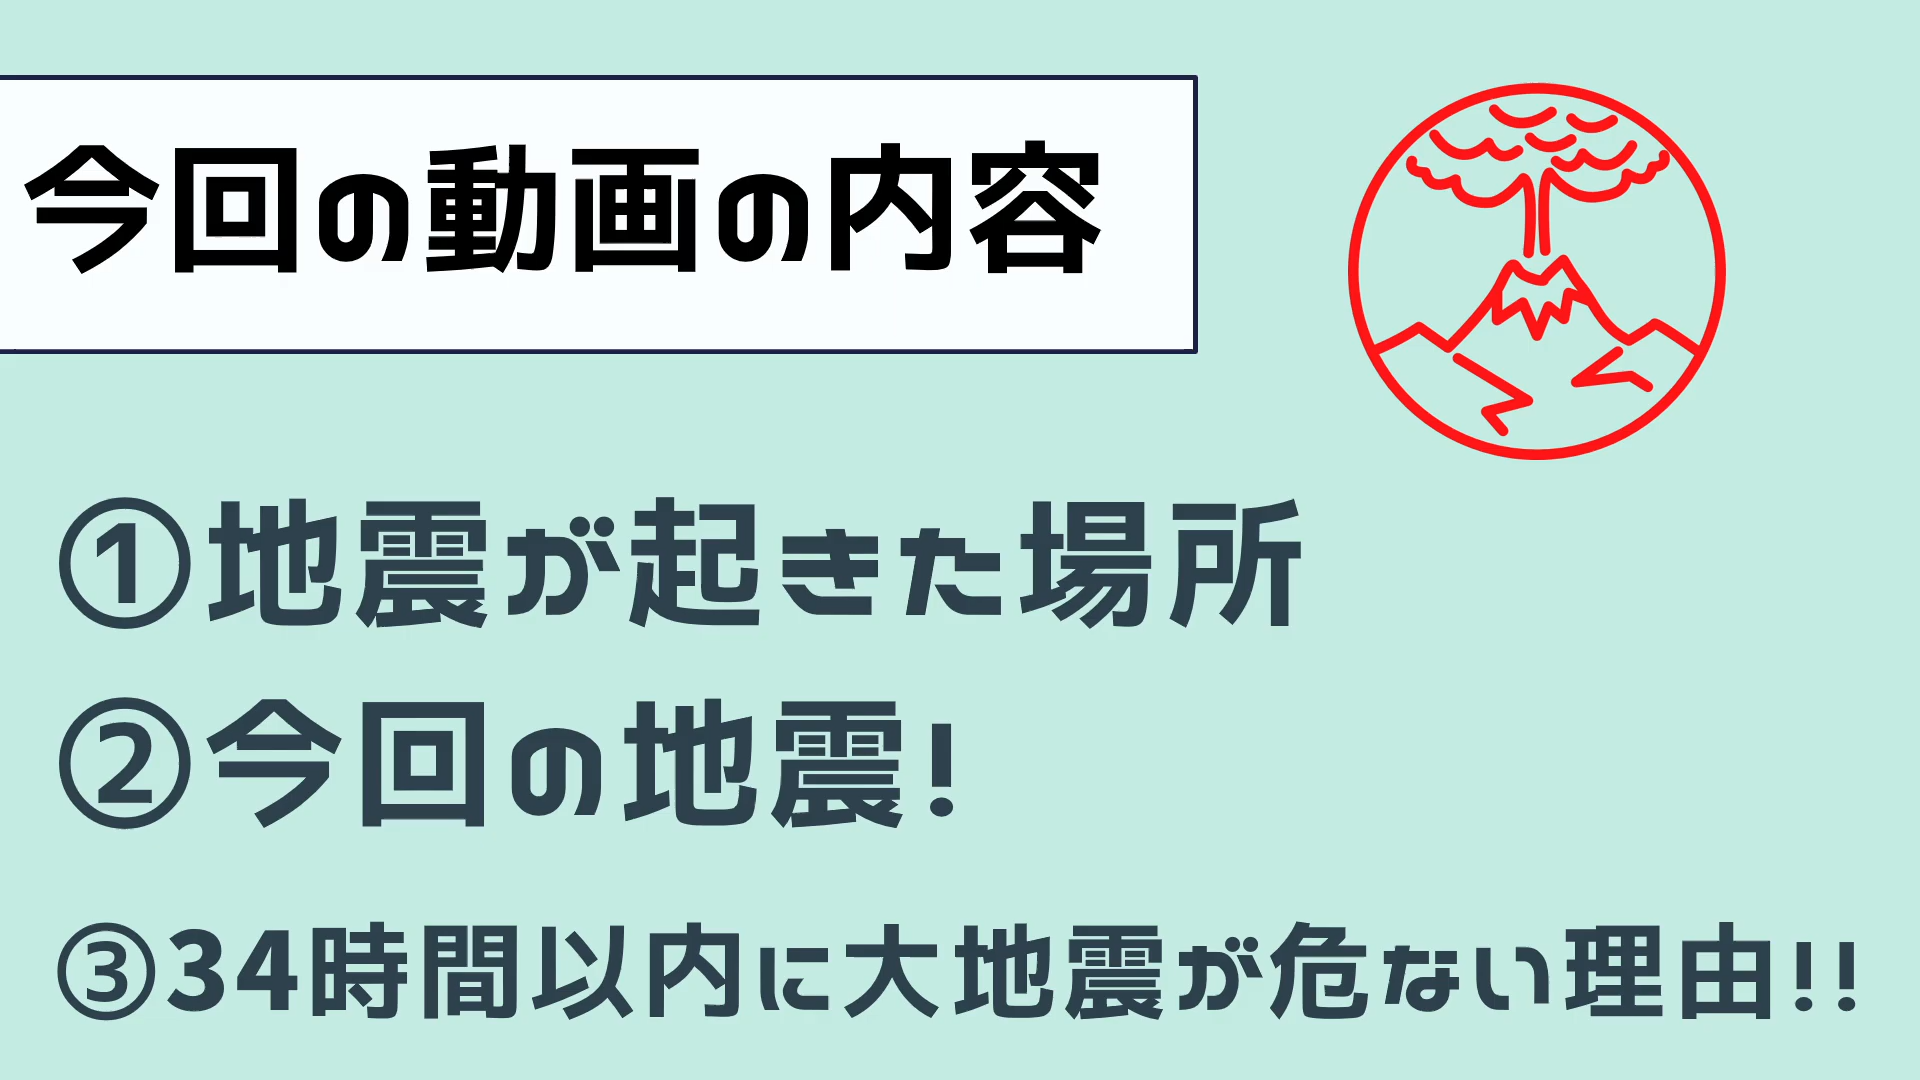 今回の動画の内容
①地震が起きた場所
②今回の地震!
③34時間以内に大地震が危ない理由!!